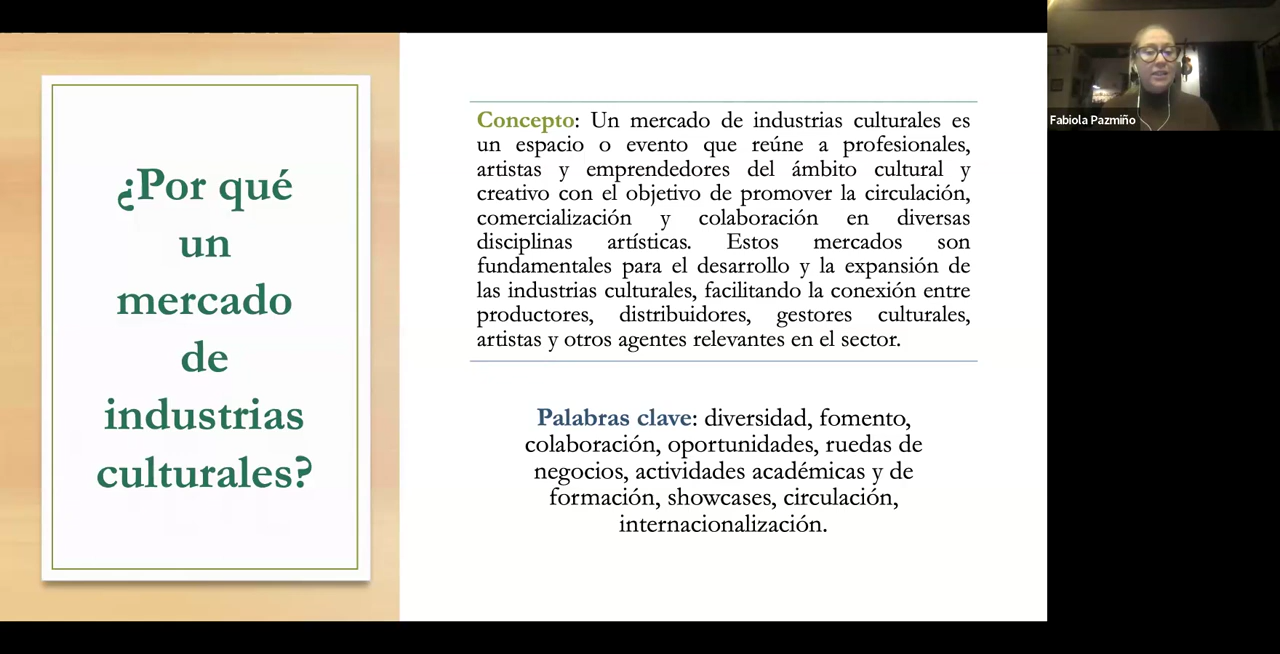 ¿Por qué
un
mercado
de
industrias
culturales?
Concepto: Un mercado de industrias culturales es
un espacio o evento que reúne a profesionales,
artistas y emprendedores del ámbito cultural y
creativo con el objetivo de promover la circulación,
comercialización y colaboración en diversas
disciplinas artísticas. Estos mercados son
fundamentales para el desarrollo y la expansión de
las industrias culturales, facilitando la conexión entre
productores, distribuidores, gestores culturales,
artistas y otros agentes relevantes en el sector.
Palabras clave: diversidad, fomento,
colaboración, oportunidades, ruedas de
negocios, actividades académicas y de
formación, showcases, circulación,
internacionalización.
Fabiola Pazmiño